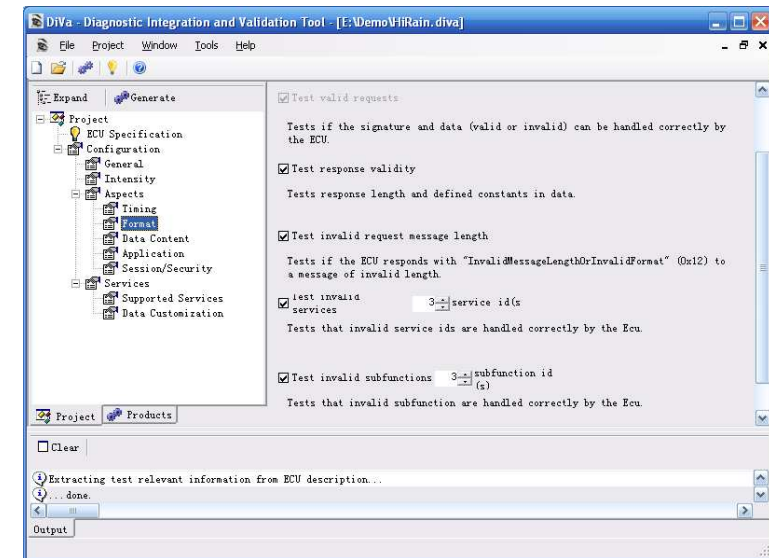 DiVa - Diagnostic Integration and Validation Tool - [E:\Demo\HiRain.diva]
File Project Window Tools Help
Expand Generate
Project
ECU Specification
Configuration
General
Intensity
Aspects
Timing
Format
Data Content
Application
Session/Security
Services
Supported Services
Data Customization
Project Products
Test valid requests
Tests if the signature and data (valid or invalid) can be handled correctly by
the ECU.
Test response validity
Tests response length and defined constants in data.
Test invalid request message length
Tests if the ECU responds with "InvalidMessageLengthOrInvalidFormat" (0x12) to
a message of invalid length.
Test invalid
services
3 service id(s
Tests that invalid service ids are handled correctly by the Ecu.
Test invalid subfunctions 3 subfunction id
(s)
Tests that invalid subfunction are handled correctly by the Ecu.
Clear
Extracting test relevant information from ECU description...
... done.
Output